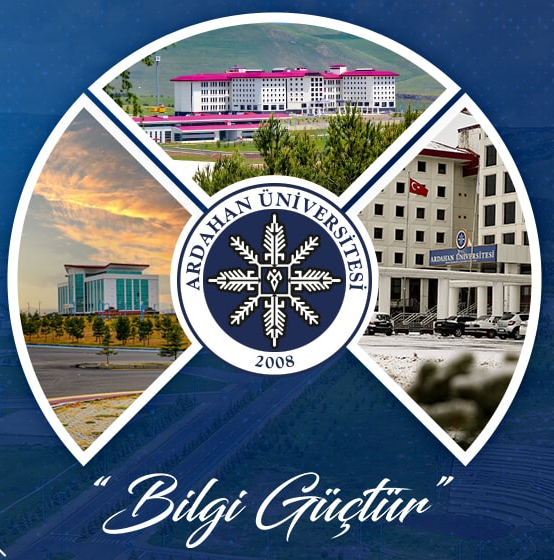 ARDAHAN ÜNİVERSİTESİ
ARDAHAN ÜNİVERSİTESİ
2008
“Bilgi Güçtür”